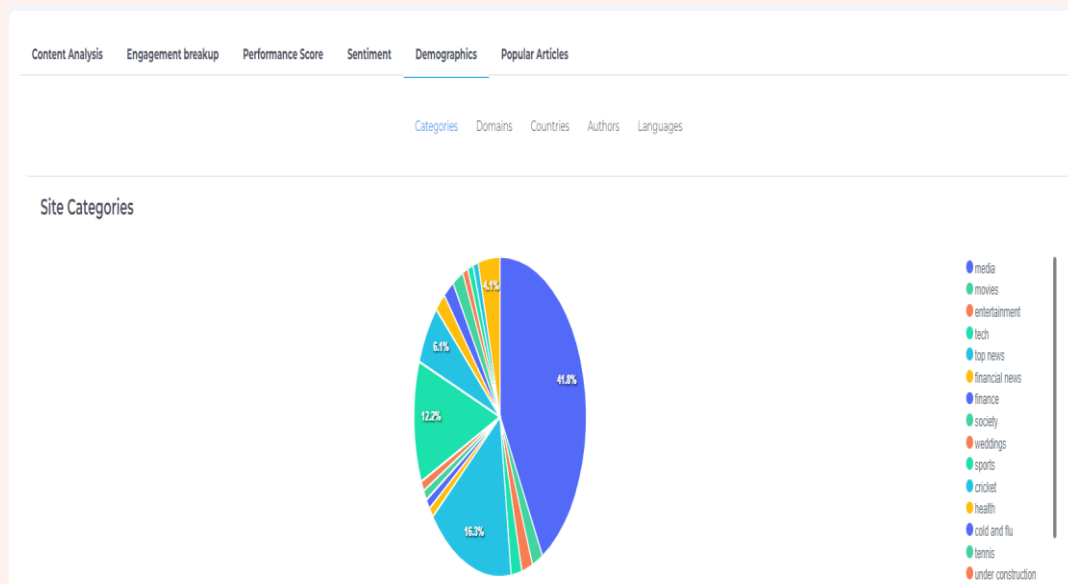 Content Analysis Engagement breakup Performance Score Sentiment Demographics Popular Articles
Categories Domains Countries Authors Languages
Site Categories
4.1%
6.1%
41.8%
12.2%
16.3%
media
movies
entertainment
tech
top news
financial news
finance
society
weddings
sports
cricket
health
cold and flu
tennis
under construction